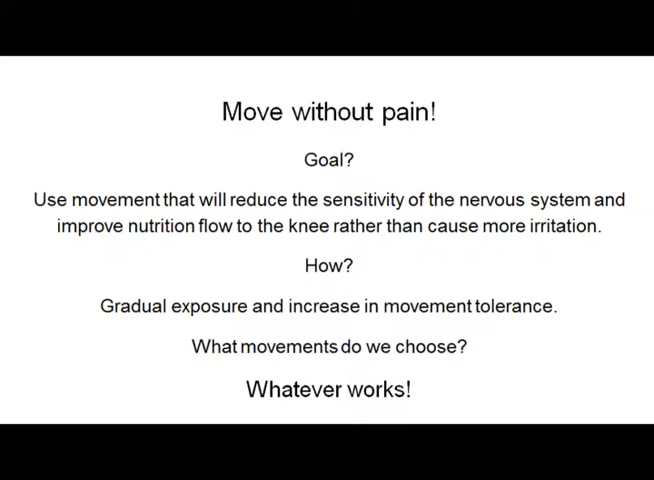 Move without pain!
Goal?
Use movement that will reduce the sensitivity of the nervous system and
improve nutrition flow to the knee rather than cause more irritation.
How?
Gradual exposure and increase in movement tolerance.
What movements do we choose?
Whatever works!